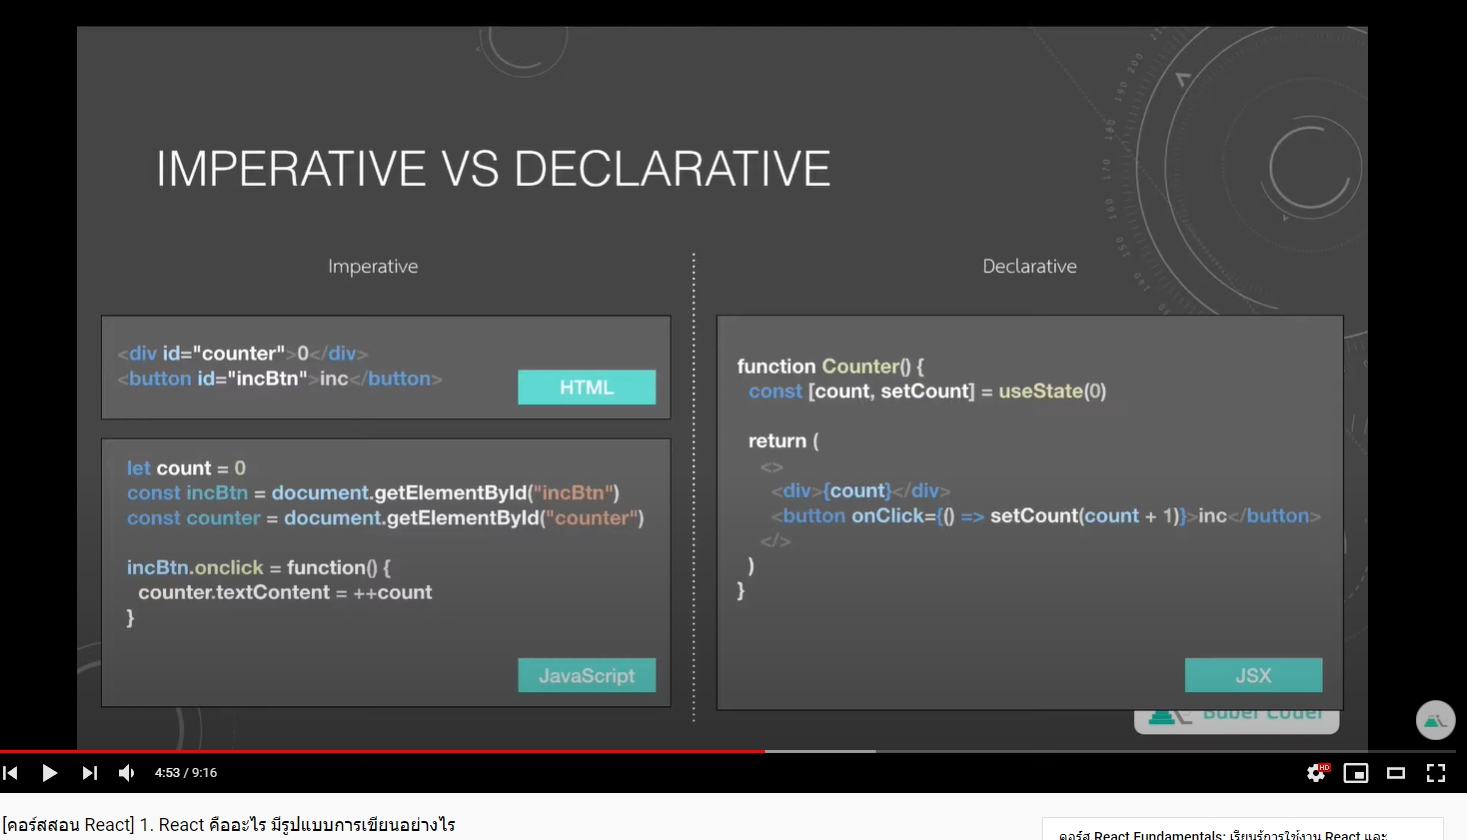 IMPERATIVE VS DECLARATIVE
Imperative
<div id="counter">0</div>
<button id="incBtn">inc</button>
HTML
let count = 0
const incBtn = document.getElementById("incBtn")
const counter = document.getElementById("counter")
incBtn.onclick = function() {
counter.textContent = ++count
}
JavaScript
Declarative
function Counter() {
const [count, setCount] = useState(0)
return (
<>
<div>{count}</div>
<button onClick={() => setCount(count + 1)}>inc</button>
</>
)
}
JSX
Babel Coder
4:53 / 9:16
HD
[คอร์สสอน React] 1. React คืออะไร มีรูปแบบการเขียนอย่างไร
คอร์ส React Fundamentals: เรียนรู้การใช้งาน React และ